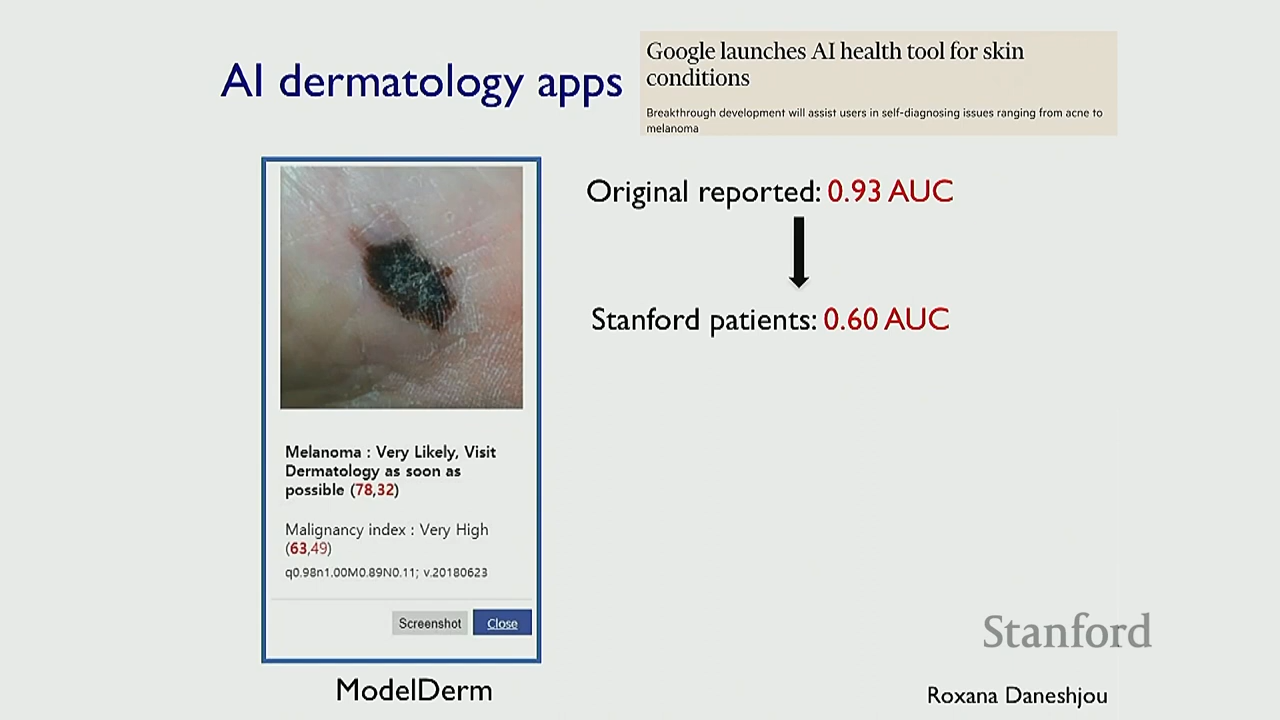 AI dermatology apps
Google launches AI health tool for skin
conditions
Breakthrough development will assist users in self-diagnosing issues ranging from acne to
melanoma
Original reported: 0.93 AUC
Stanford patients: 0.60 AUC
Melanoma : Very Likely, Visit
Dermatology as soon as
possible (78,32)
Malignancy index : Very High
(63,49)
q0.98n1.00M0.89N0.11; v.20180623
Screenshot
Close
ModelDerm
Stanford
Roxana Daneshjou